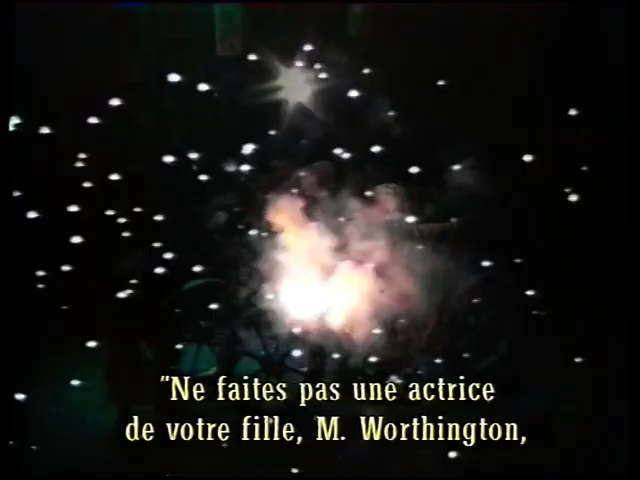 "Ne faites pas une actrice
de votre fille, M. Worthington,